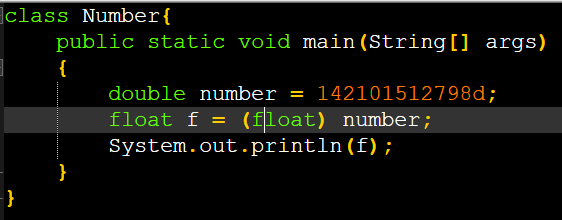 class Number{
    public static void main(String[] args)
    {
        double number = 142101512798d;
        float f = (float) number;
        System.out.println(f);
    }
}